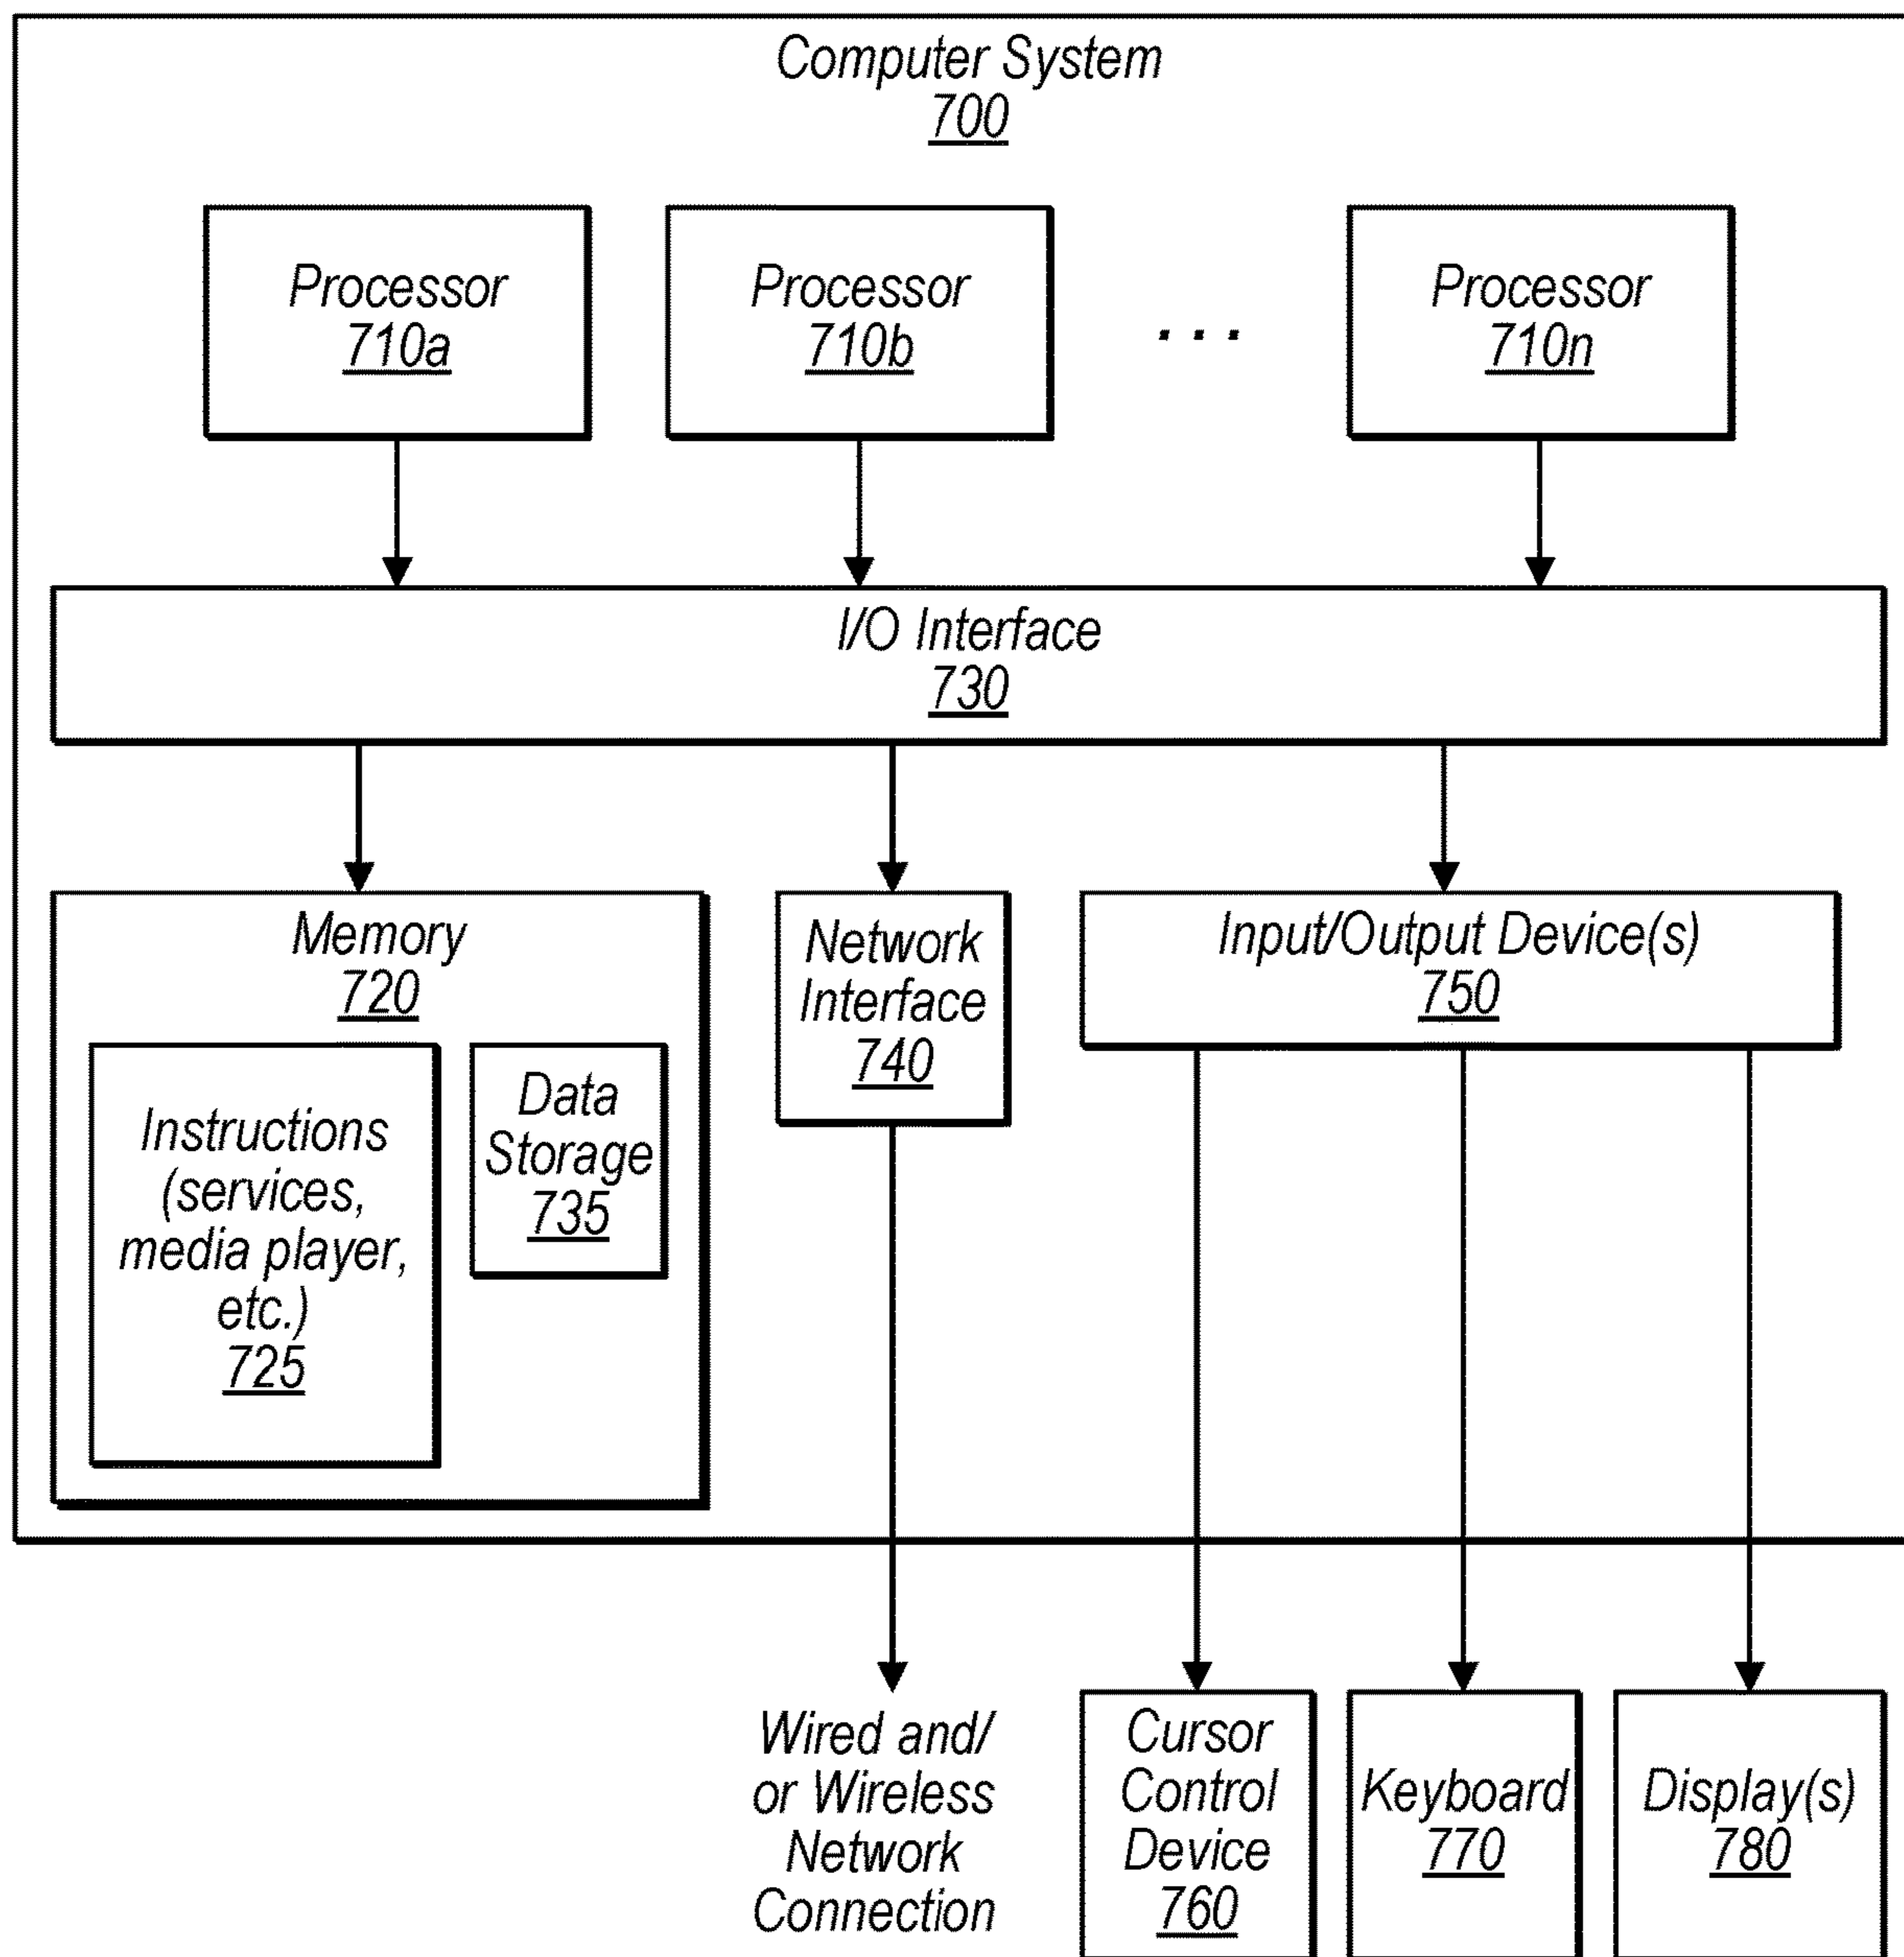 Computer System
700
Processor
710a
Processor
710b
. . .
Processor
710n
I/O Interface
730
Memory
720
Instructions
(services,
media player,
etc.)
725
Data
Storage
735
Network
Interface
740
Input/Output Device(s)
750
Wired and/
or Wireless
Network
Connection
Cursor
Control
Device
760
Keyboard
770
Display(s)
780